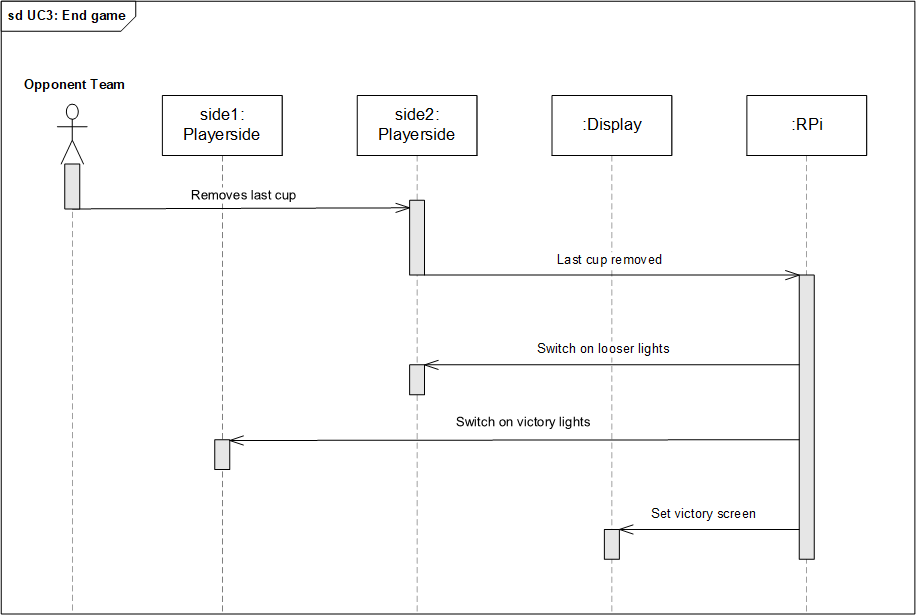 sd UC3: End game
Opponent Team
side1:
Playerside
side2:
Playerside
:Display
:RPi
Removes last cup
Last cup removed
Switch on looser lights
Switch on victory lights
Set victory screen